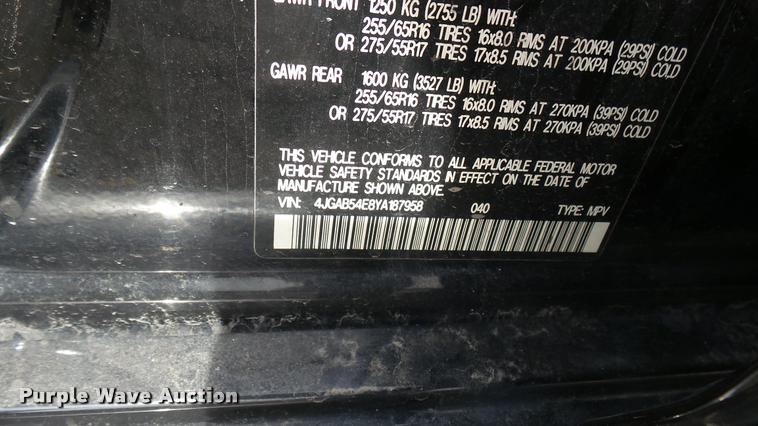 GAWR FRONT 1250 KG (2755 LB) WITH:
255/65R16 TIRES 16x8.0 RIMS AT 200KPA (29PSI) COLD
OR 275/55R17 TIRES 17x8.5 RIMS AT 200KPA (29PSI) COLD
GAWR REAR 1600 KG (3527 LB) WITH:
255/65R16 TIRES 16x8.0 RIMS AT 270KPA (39PSI) COLD
OR 275/55R17 TIRES 17x8.5 RIMS AT 270KPA (39PSI) COLD
THIS VEHICLE CONFORMS TO ALL APPLICABLE FEDERAL MOTOR
VEHICLE SAFETY STANDARDS IN EFFECT ON THE DATE OF
MANUFACTURE SHOWN ABOVE
VIN: 4JGAB54E8YA187958 040 TYPE: MPV
Purple Wave Auction